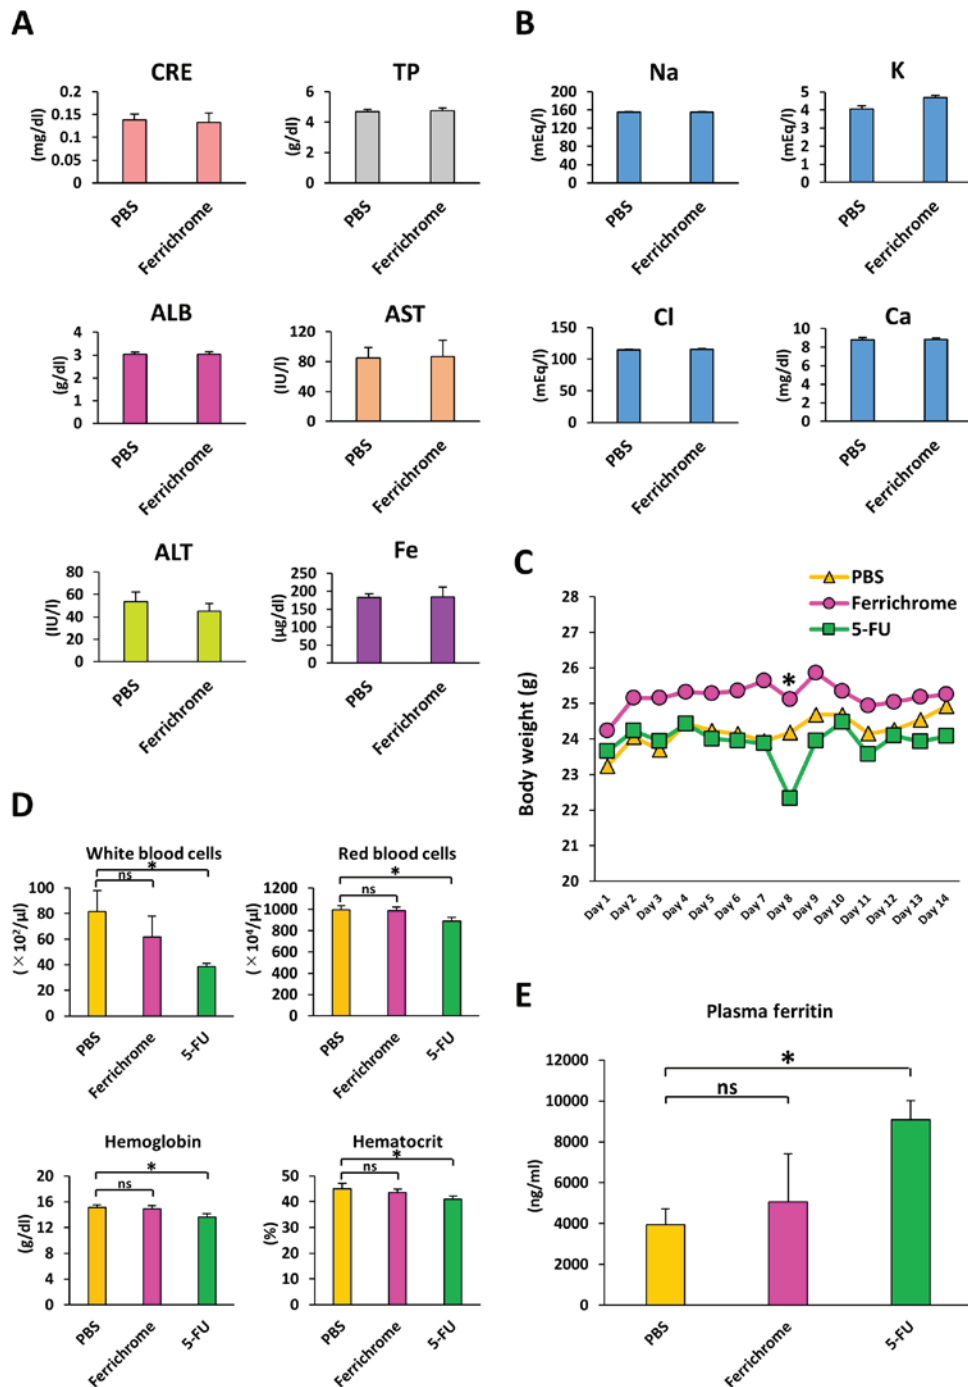 A
CRE
(mg/dl)
0.2
0.15
0.1
0.05
0
PBS
Ferrichrome
TP
(g/dl)
6
4
2
0
PBS
Ferrichrome
ALB
(g/dl)
4
3
2
1
0
PBS
Ferrichrome
AST
(IU/l)
120
80
40
0
PBS
Ferrichrome
ALT
(IU/l)
80
60
40
20
0
PBS
Ferrichrome
Fe
(µg/dl)
250
200
150
100
50
0
PBS
Ferrichrome
B
Na
(mEq/l)
200
160
120
80
40
0
PBS
Ferrichrome
K
(mEq/l)
5
4
3
2
1
0
PBS
Ferrichrome
Cl
(mEq/l)
150
100
50
0
PBS
Ferrichrome
Ca
(mg/dl)
10
8
6
4
2
0
PBS
Ferrichrome
C
PBS
Ferrichrome
5-FU
Body weight (g)
28
27
26
25
24
23
22
21
20
*
Day 1
Day 2
Day 3
Day 4
Day 5
Day 6
Day 7
Day 8
Day 9
Day 10
Day 11
Day 12
Day 13
Day 14
D
White blood cells
*
ns
(×10²/µl)
100
80
60
40
20
0
PBS
Ferrichrome
5-FU
Red blood cells
*
ns
(×10⁴/µl)
1200
1000
800
600
400
200
0
PBS
Ferrichrome
5-FU
Hemoglobin
*
ns
(g/dl)
20
16
12
8
4
0
PBS
Ferrichrome
5-FU
Hematocrit
*
ns
(%)
50
40
30
20
10
0
PBS
Ferrichrome
5-FU
E
Plasma ferritin
*
ns
(ng/ml)
12000
10000
8000
6000
4000
2000
0
PBS
Ferrichrome
5-FU